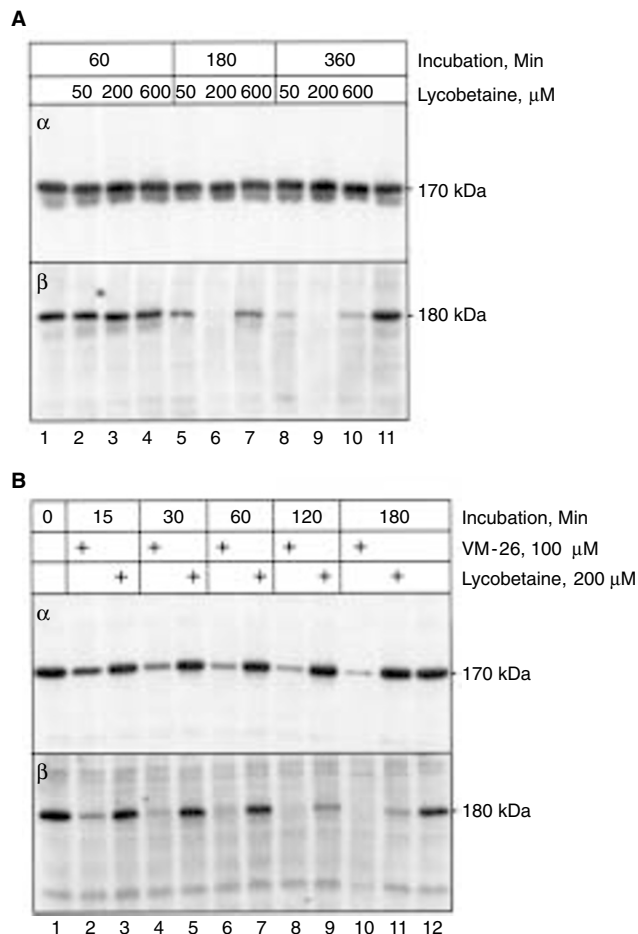 A
60 180 360 Incubation, Min
50 200 600 50 200 600 50 200 600 Lycobetaine, μM
α
170 kDa
β
180 kDa
1 2 3 4 5 6 7 8 9 10 11
B
0 15 30 60 120 180 Incubation, Min
+ + + + + VM-26, 100 μM
+ + + + + Lycobetaine, 200 μM
α
170 kDa
β
180 kDa
1 2 3 4 5 6 7 8 9 10 11 12